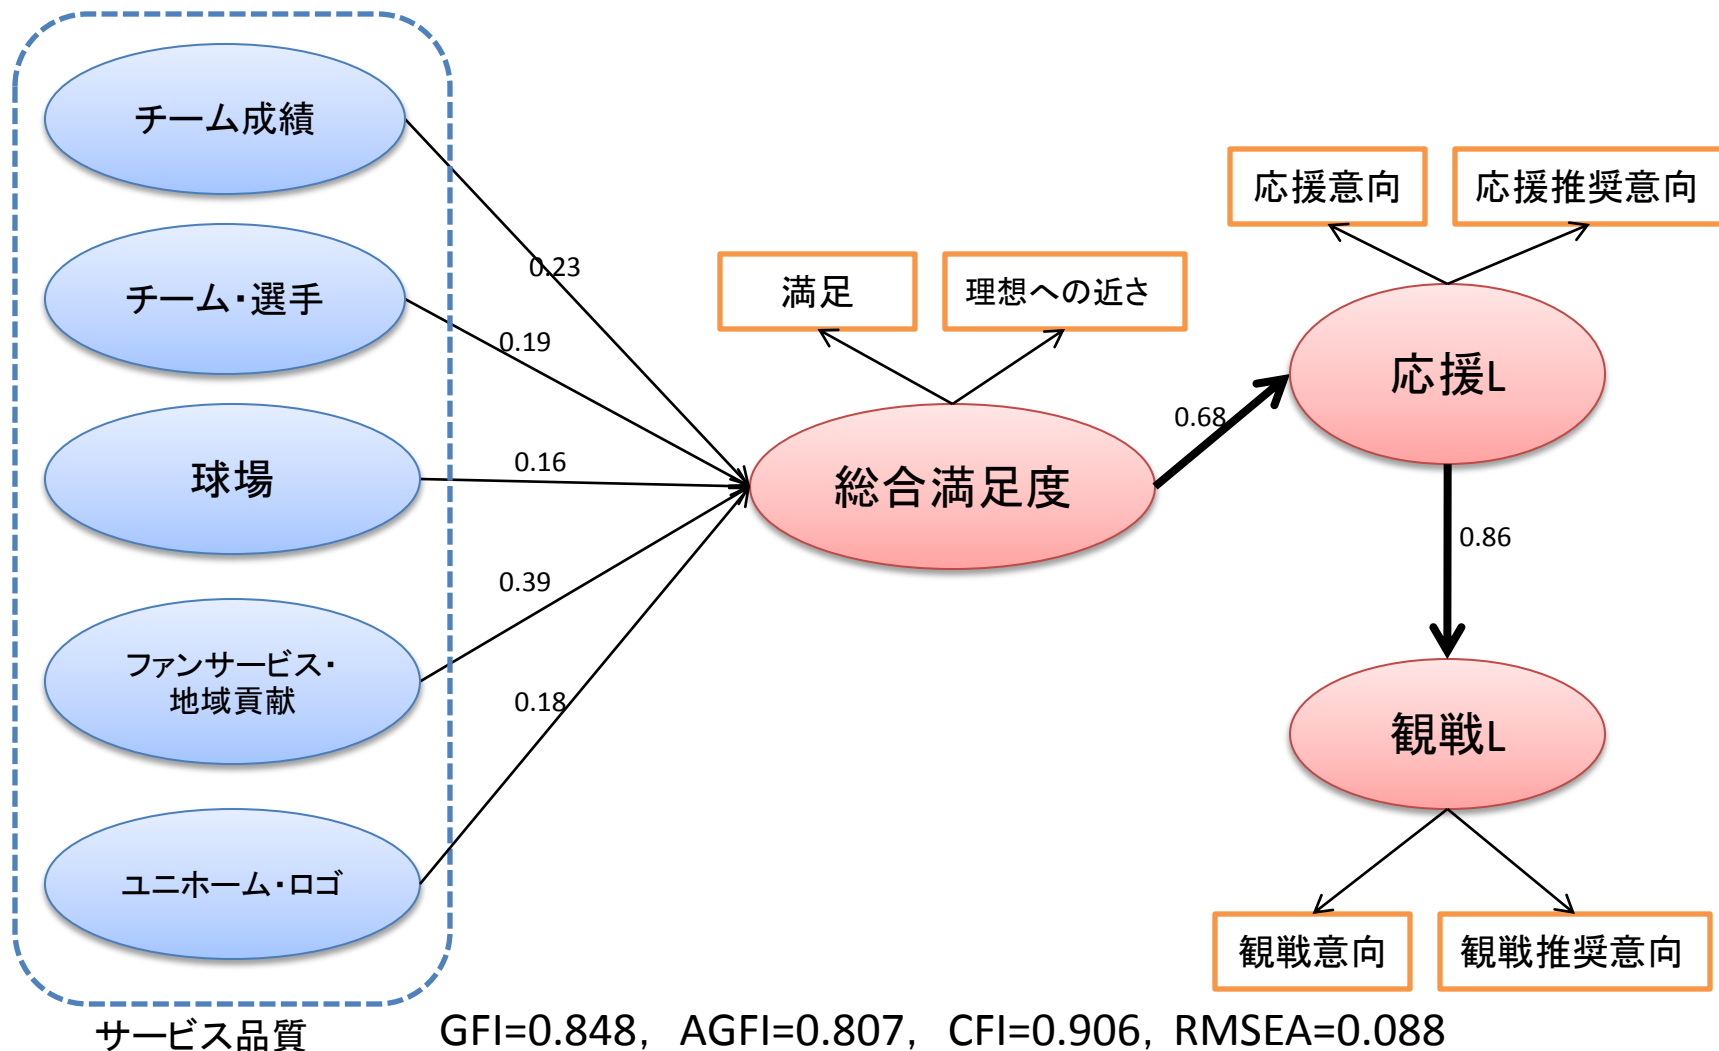 チーム成績
チーム・選手
球場
ファンサービス・
地域貢献
ユニホーム・ロゴ
サービス品質
0.23
0.19
0.16
0.39
0.18
満足
理想への近さ
総合満足度
0.68
応援意向
応援推奨意向
応援L
0.86
観戦L
観戦意向
観戦推奨意向
GFI=0.848, AGFI=0.807, CFI=0.906, RMSEA=0.088